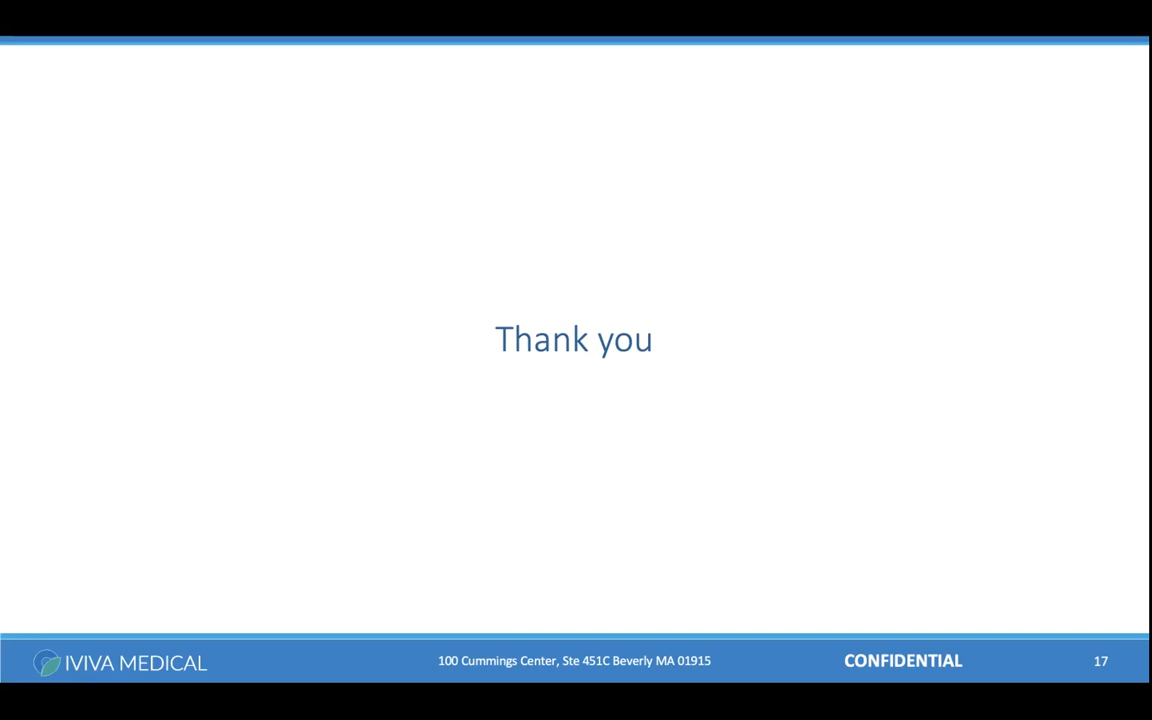 Thank you
IVIVA MEDICAL
100 Cummings Center, Ste 451C Beverly MA 01915
CONFIDENTIAL
17